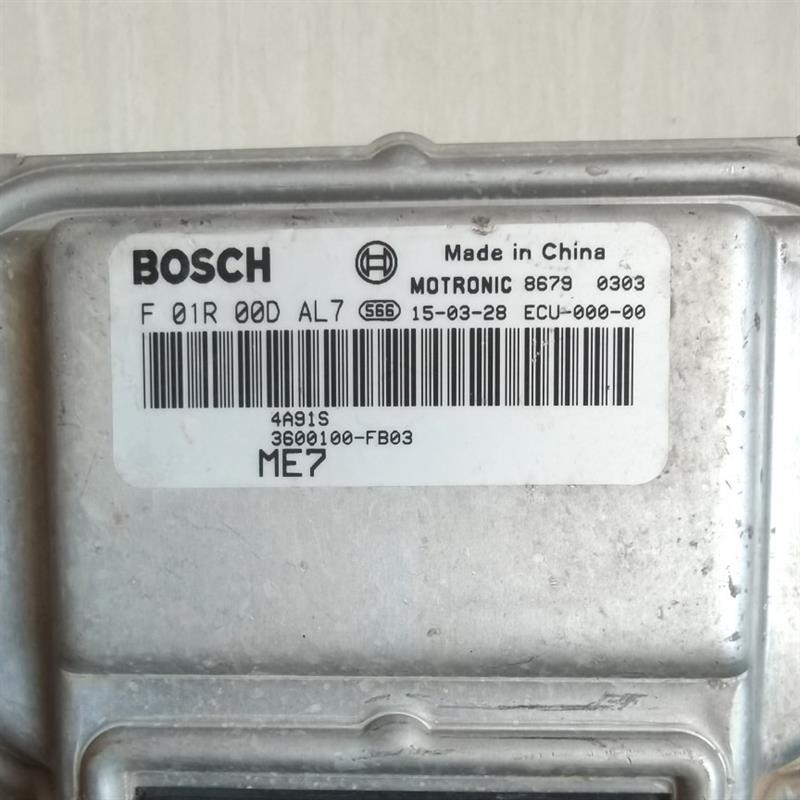 BOSCH Made in China
MOTRONIC 8679 0303
F 01R 00D AL7 S66 15-03-28 ECU-000-00
4A91S
3600100-FB03
ME7